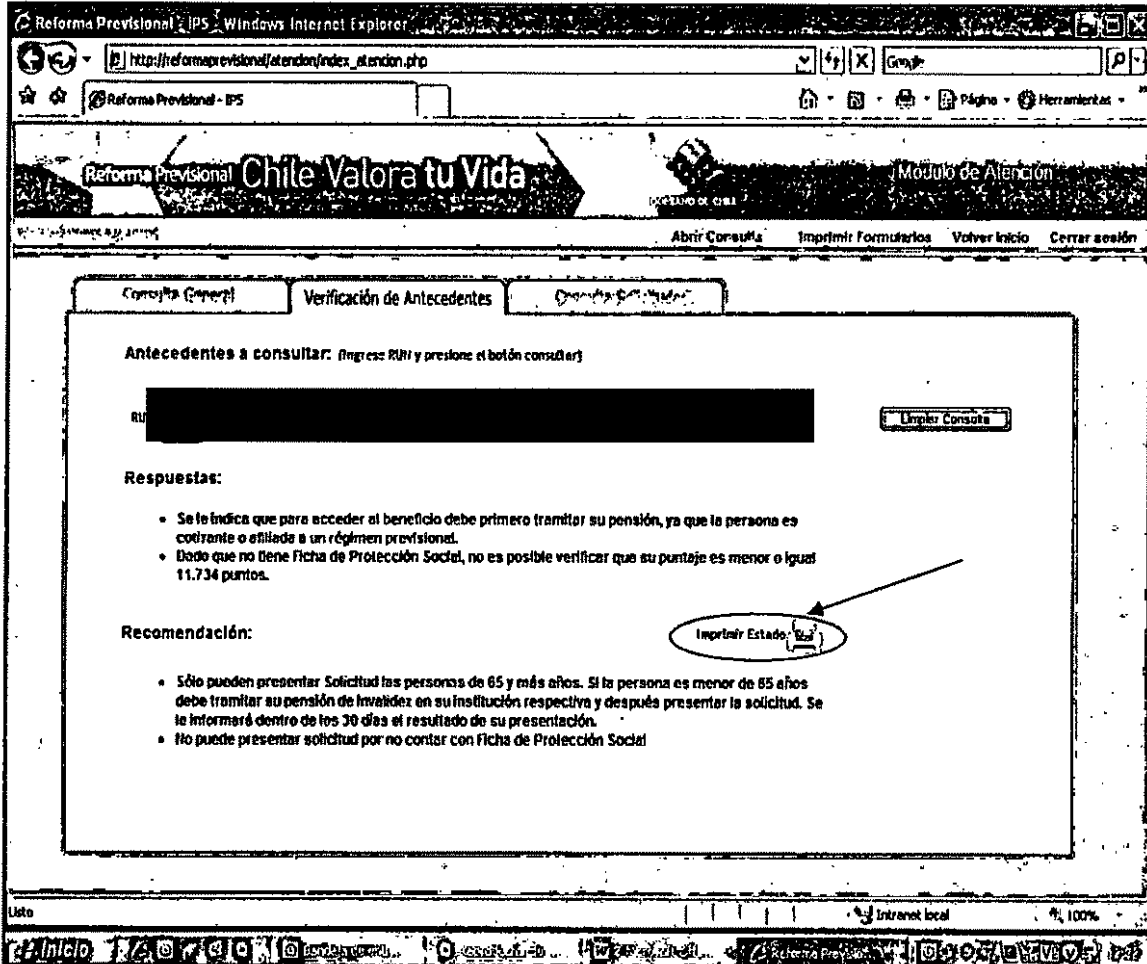 Reforma Previsional - IPS - Windows Internet Explorer
http://reformaprevisional/atencion/index_atencion.php
Google
Reforma Previsional - IPS
Página
Herramientas
Reforma Previsional Chile Valora tu Vida
GOBIERNO DE CHILE
Modulo de Atención
Abrir Consulta
Imprimir Formularios
Volver Inicio
Cerrar sesión
Consulta General
Verificación de Antecedentes
Antecedentes a consultar: (Ingrese RUN y presione el botón consultar)
RU
Limpiar Consulta
Respuestas:
• Se le indica que para acceder al beneficio debe primero tramitar su pensión, ya que la persona es
cotizante o afiliada a un régimen previsional.
• Dado que no tiene Ficha de Protección Social, no es posible verificar que su puntaje es menor o igual
11.734 puntos.
Recomendación:
Imprimir Estado:
• Sólo pueden presentar Solicitud las personas de 65 y más años. Si la persona es menor de 65 años
debe tramitar su pensión de invalidez en su institución respectiva y después presentar la solicitud. Se
le informará dentro de los 30 días el resultado de su presentación.
• No puede presentar solicitud por no contar con Ficha de Protección Social
Listo
Intranet local
100%
Inicio